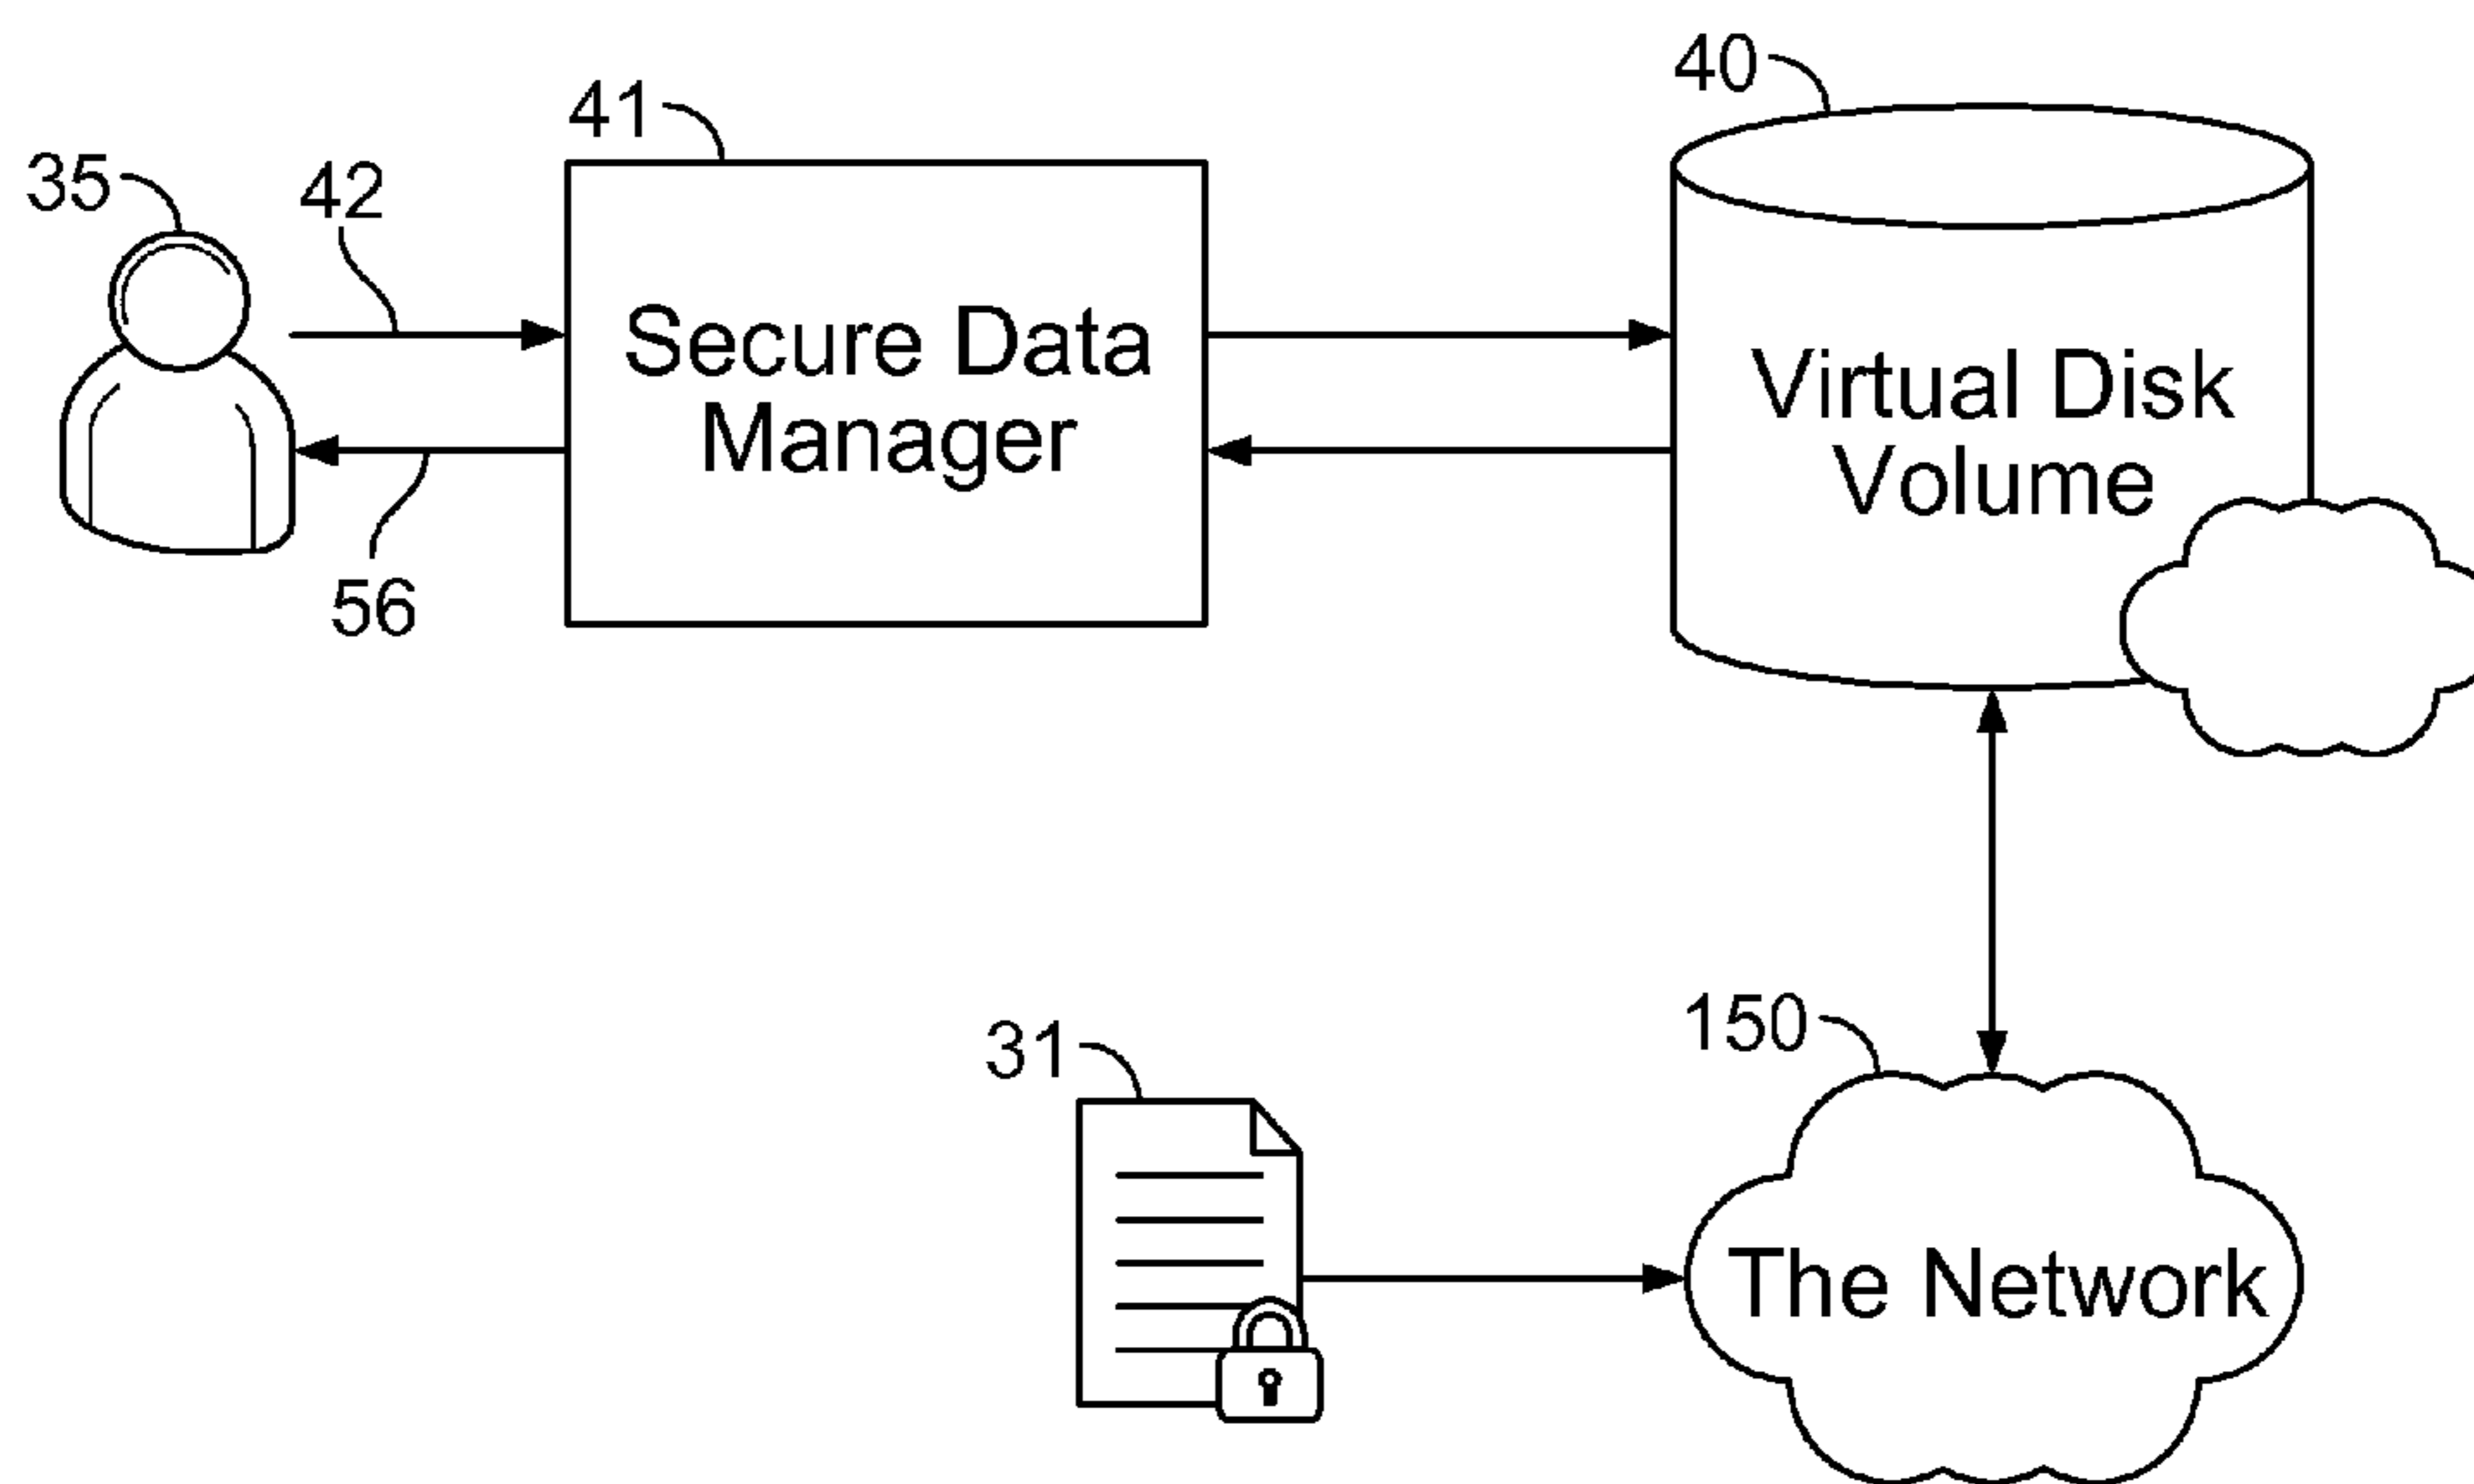 40
41
35
42
Secure Data
Manager
Virtual Disk
Volume
56
150
31
The Network